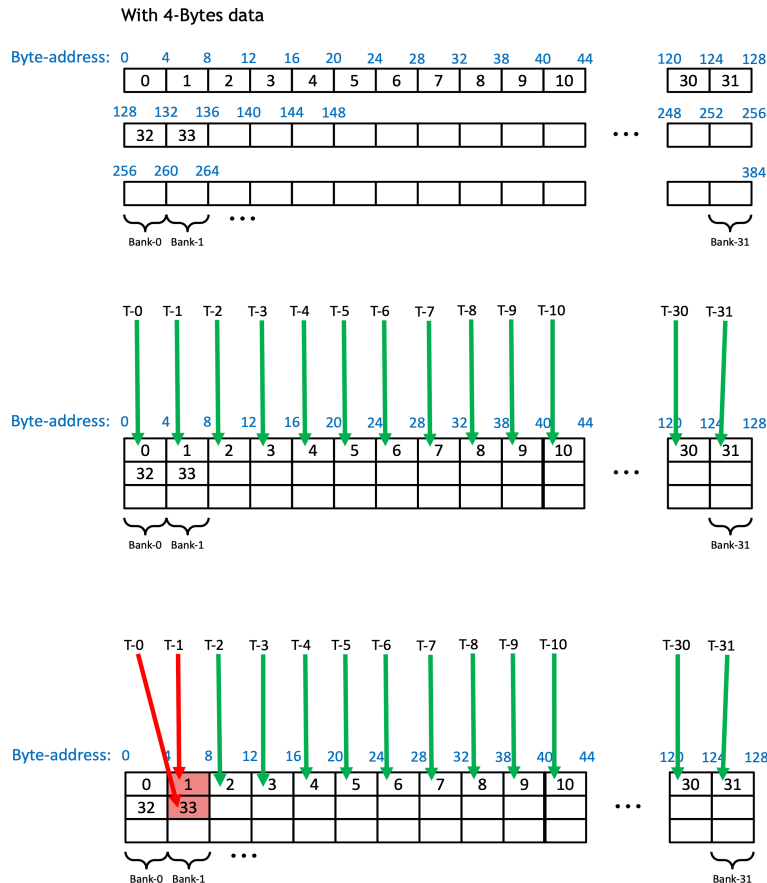 With 4-Bytes data
Byte-address: 0 4 8 12 16 20 24 28 32 38 40 44 120 124 128
0 1 2 3 4 5 6 7 8 9 10 30 31
128 132 136 140 144 148 248 252 256
32 33 ...
256 260 264 384
Bank-0 Bank-1 ... Bank-31
T-0 T-1 T-2 T-3 T-4 T-5 T-6 T-7 T-8 T-9 T-10 T-30 T-31
Byte-address: 0 4 8 12 16 20 24 28 32 38 40 44 120 124 128
0 1 2 3 4 5 6 7 8 9 10 30 31
32 33 ...
Bank-0 Bank-1 Bank-31
T-0 T-1 T-2 T-3 T-4 T-5 T-6 T-7 T-8 T-9 T-10 T-30 T-31
Byte-address: 0 4 8 12 16 20 24 28 32 38 40 44 120 124 128
0 1 2 3 4 5 6 7 8 9 10 30 31
32 33 ...
Bank-0 Bank-1 ... Bank-31